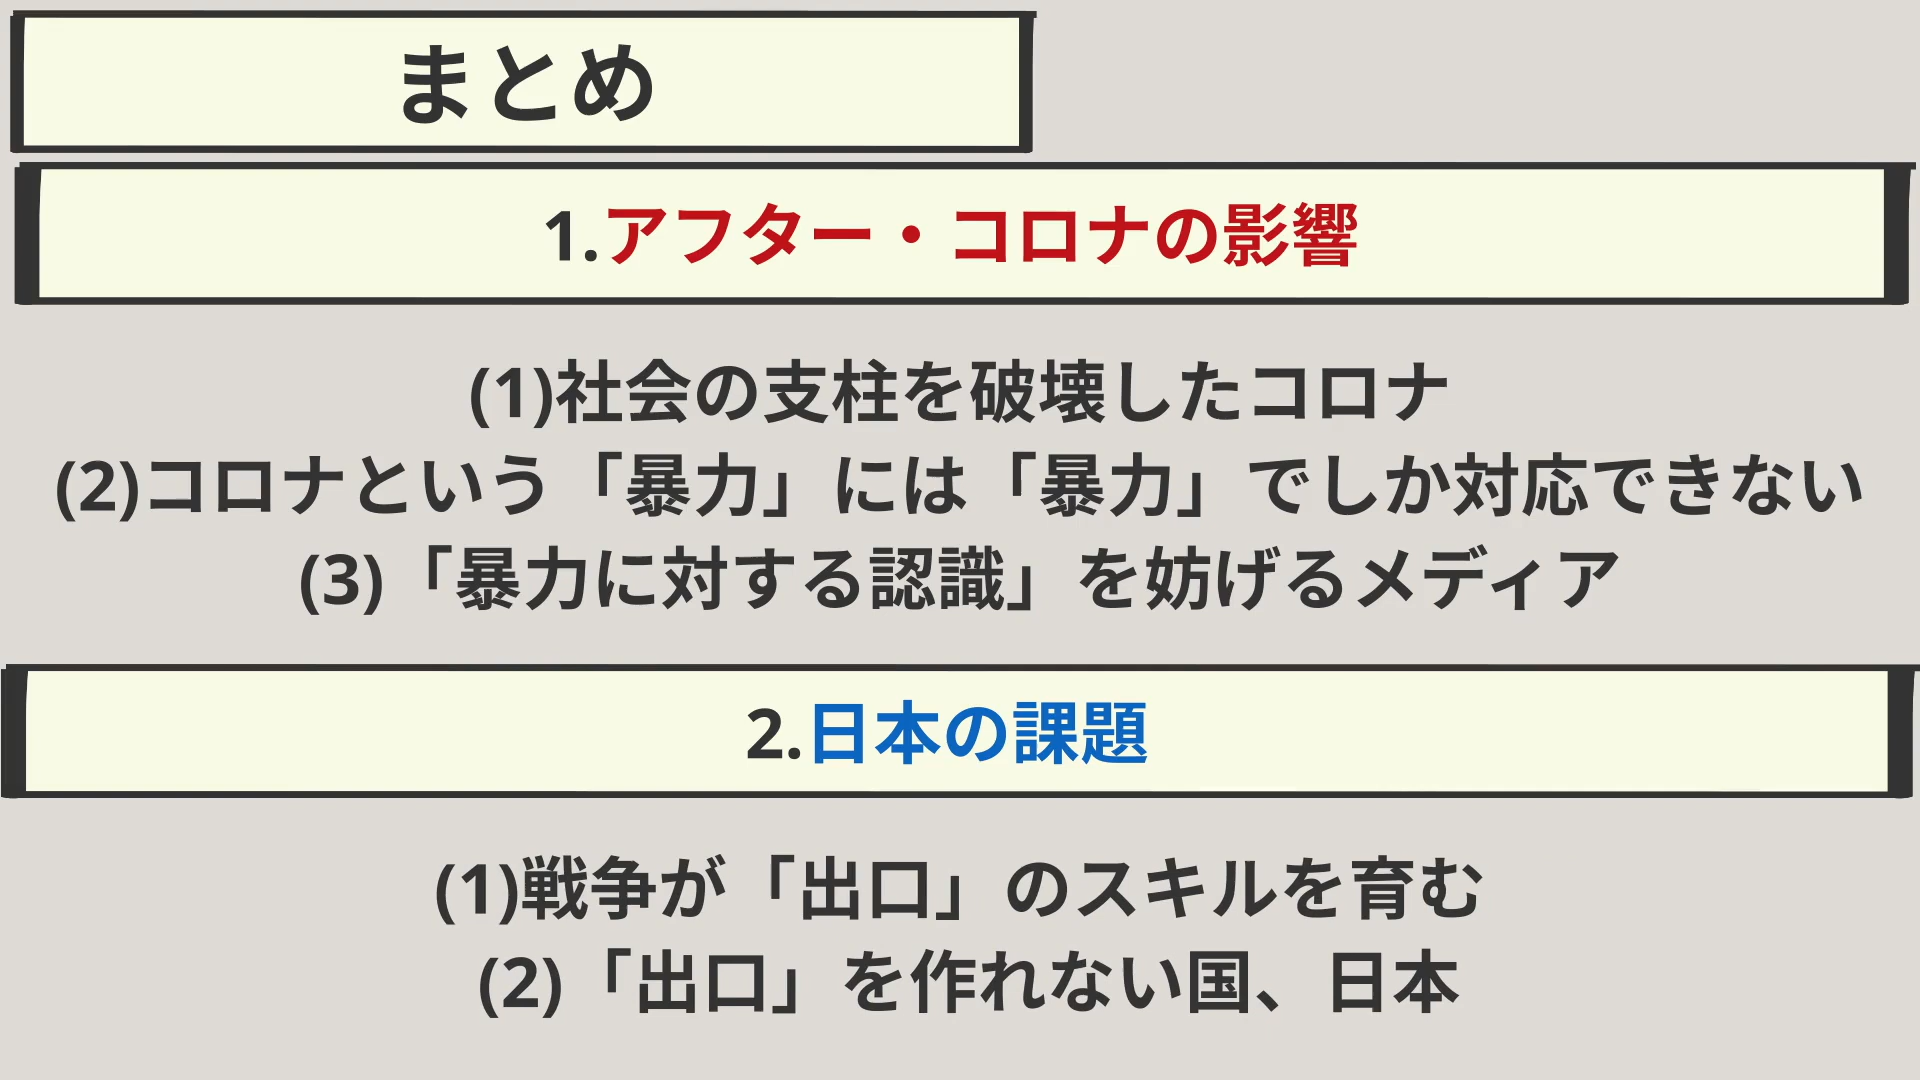 まとめ
1.アフター・コロナの影響
(1)社会の支柱を破壊したコロナ
(2)コロナという「暴力」には「暴力」でしか対応できない
(3)「暴力に対する認識」を妨げるメディア
2.日本の課題
(1)戦争が「出口」のスキルを育む
(2)「出口」を作れない国、日本